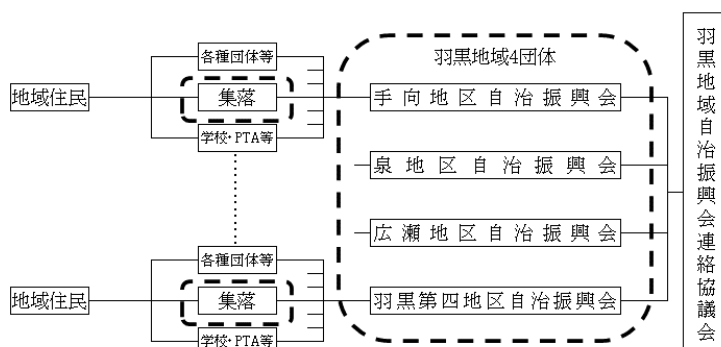 各種団体等
地域住民
集落
学校・PTA等
各種団体等
地域住民
集落
学校・PTA等
羽黒地域4団体
手向地区自治振興会
泉地区自治振興会
広瀬地区自治振興会
羽黒第四地区自治振興会
羽黒地域自治振興会連絡協議会